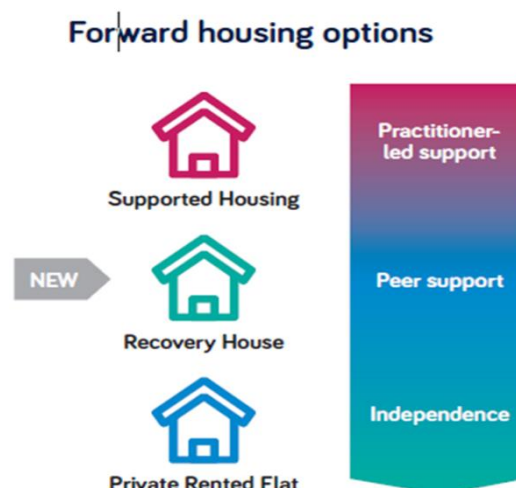 Forward housing options
Practitioner-
led support
Supported Housing
NEW
Peer support
Recovery House
Independence
Private Rented Flat